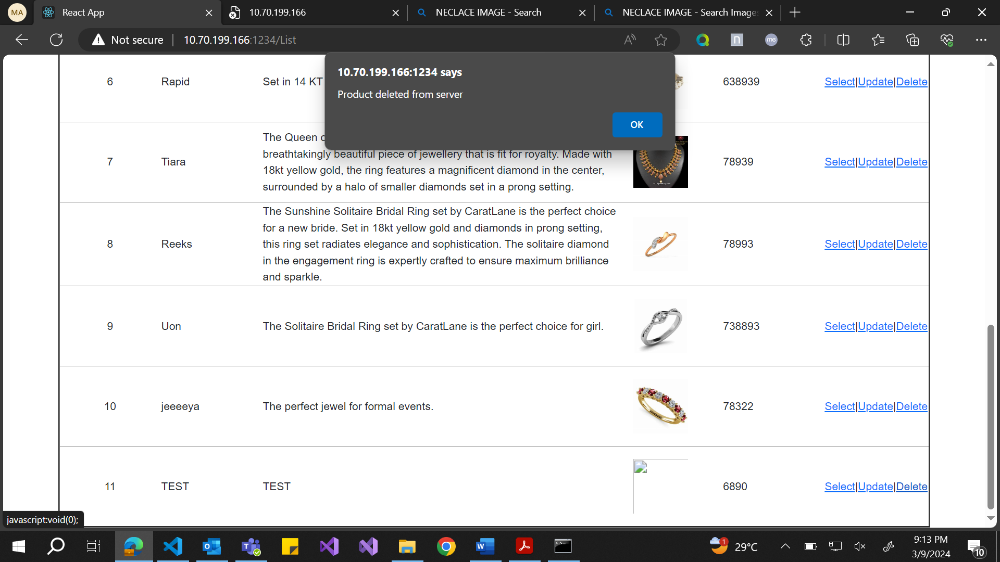 MA
React App
10.70.199.166
NECLACE IMAGE - Search
NECLACE IMAGE - Search Images
Not secure
10.70.199.166:1234/List
10.70.199.166:1234 says
Product deleted from server
OK
6 Rapid Set in 14 KT 638939 Select|Update|Delete
The Queen
breathtakingly beautiful piece of jewellery that is fit for royalty. Made with
7 Tiara 78939 Select|Update|Delete
18kt yellow gold, the ring features a magnificent diamond in the center,
surrounded by a halo of smaller diamonds set in a prong setting.
The Sunshine Solitaire Bridal Ring set by CaratLane is the perfect choice
for a new bride. Set in 18kt yellow gold and diamonds in prong setting,
8 Reeks this ring set radiates elegance and sophistication. The solitaire diamond 78993 Select|Update|Delete
in the engagement ring is expertly crafted to ensure maximum brilliance
and sparkle.
9 Uon The Solitaire Bridal Ring set by CaratLane is the perfect choice for girl. 738893 Select|Update|Delete
10 jeeeeya The perfect jewel for formal events. 78322 Select|Update|Delete
11 TEST TEST 6890 Select|Update|Delete
javascript:void(0);
1
29°C
9:13 PM
3/9/2024
10